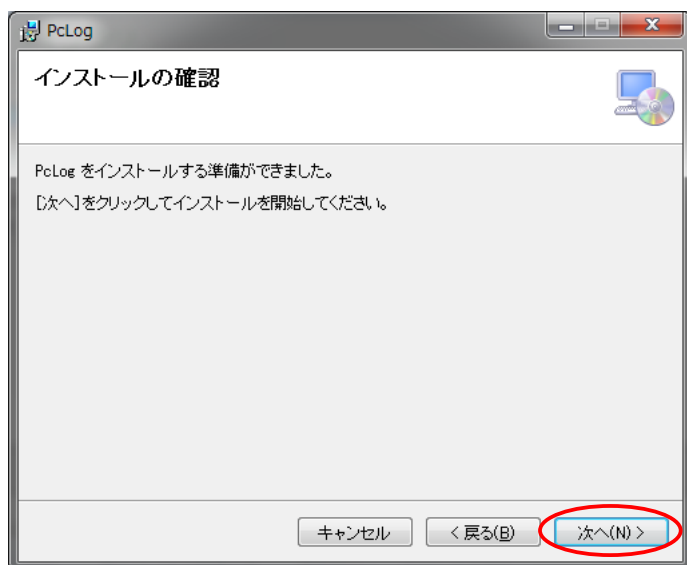 PcLog
インストールの確認
PcLog をインストールする準備ができました。
[次へ]をクリックしてインストールを開始してください。
キャンセル
< 戻る(B)
次へ(N) >